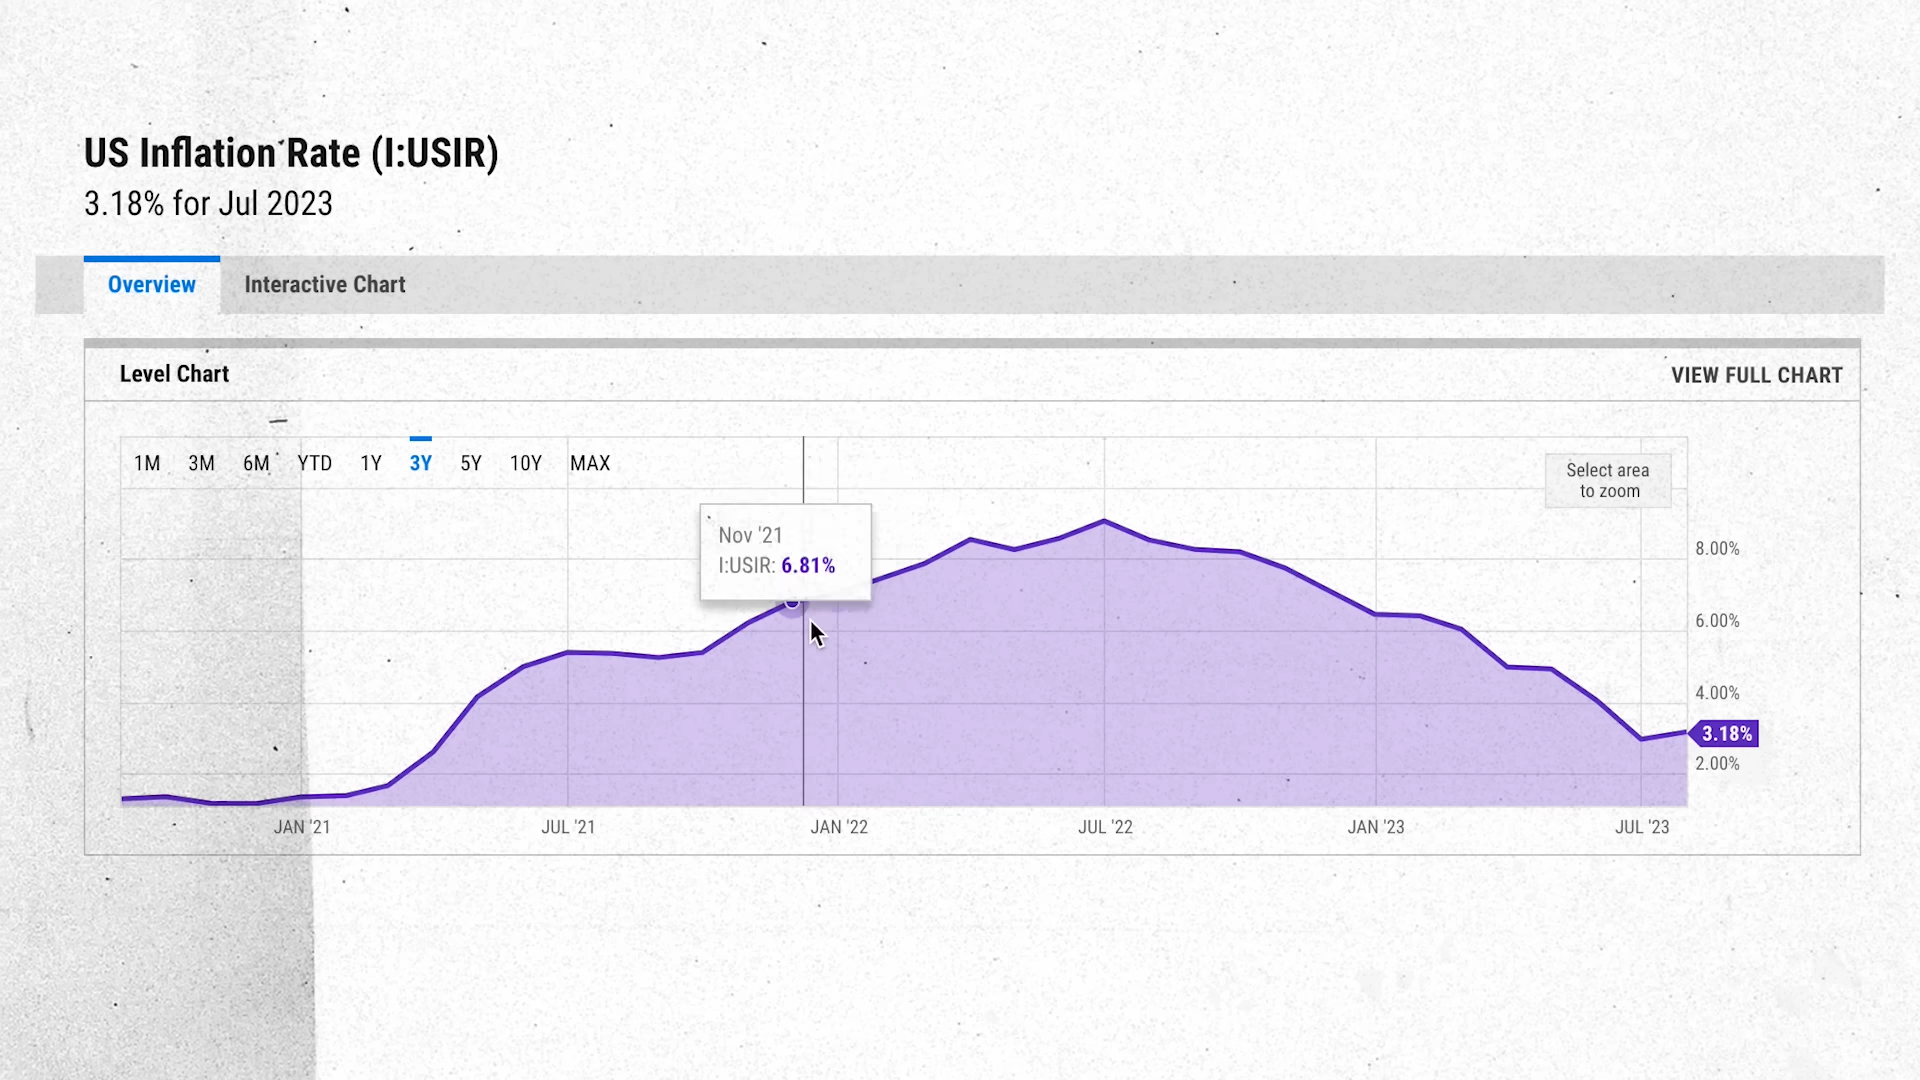 US Inflation Rate (I:USIR)
3.18% for Jul 2023
Overview Interactive Chart
Level Chart VIEW FULL CHART
1M 3M 6M YTD 1Y 3Y 5Y 10Y MAX
Select area
to zoom
Nov '21
I:USIR: 6.81%
8.00%
6.00%
4.00%
3.18%
2.00%
JAN '21 JUL '21 JAN '22 JUL '22 JAN '23 JUL '23